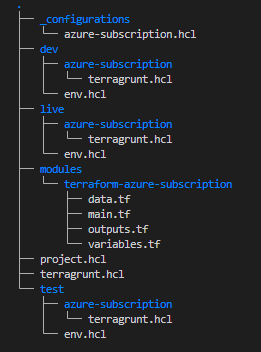 .
├── _configurations
│   └── azure-subscription.hcl
├── dev
│   ├── azure-subscription
│   │   └── terragrunt.hcl
│   └── env.hcl
├── live
│   ├── azure-subscription
│   │   └── terragrunt.hcl
│   └── env.hcl
├── modules
│   └── terraform-azure-subscription
│       ├── data.tf
│       ├── main.tf
│       ├── outputs.tf
│       └── variables.tf
├── project.hcl
├── terragrunt.hcl
└── test
    ├── azure-subscription
    │   └── terragrunt.hcl
    └── env.hcl